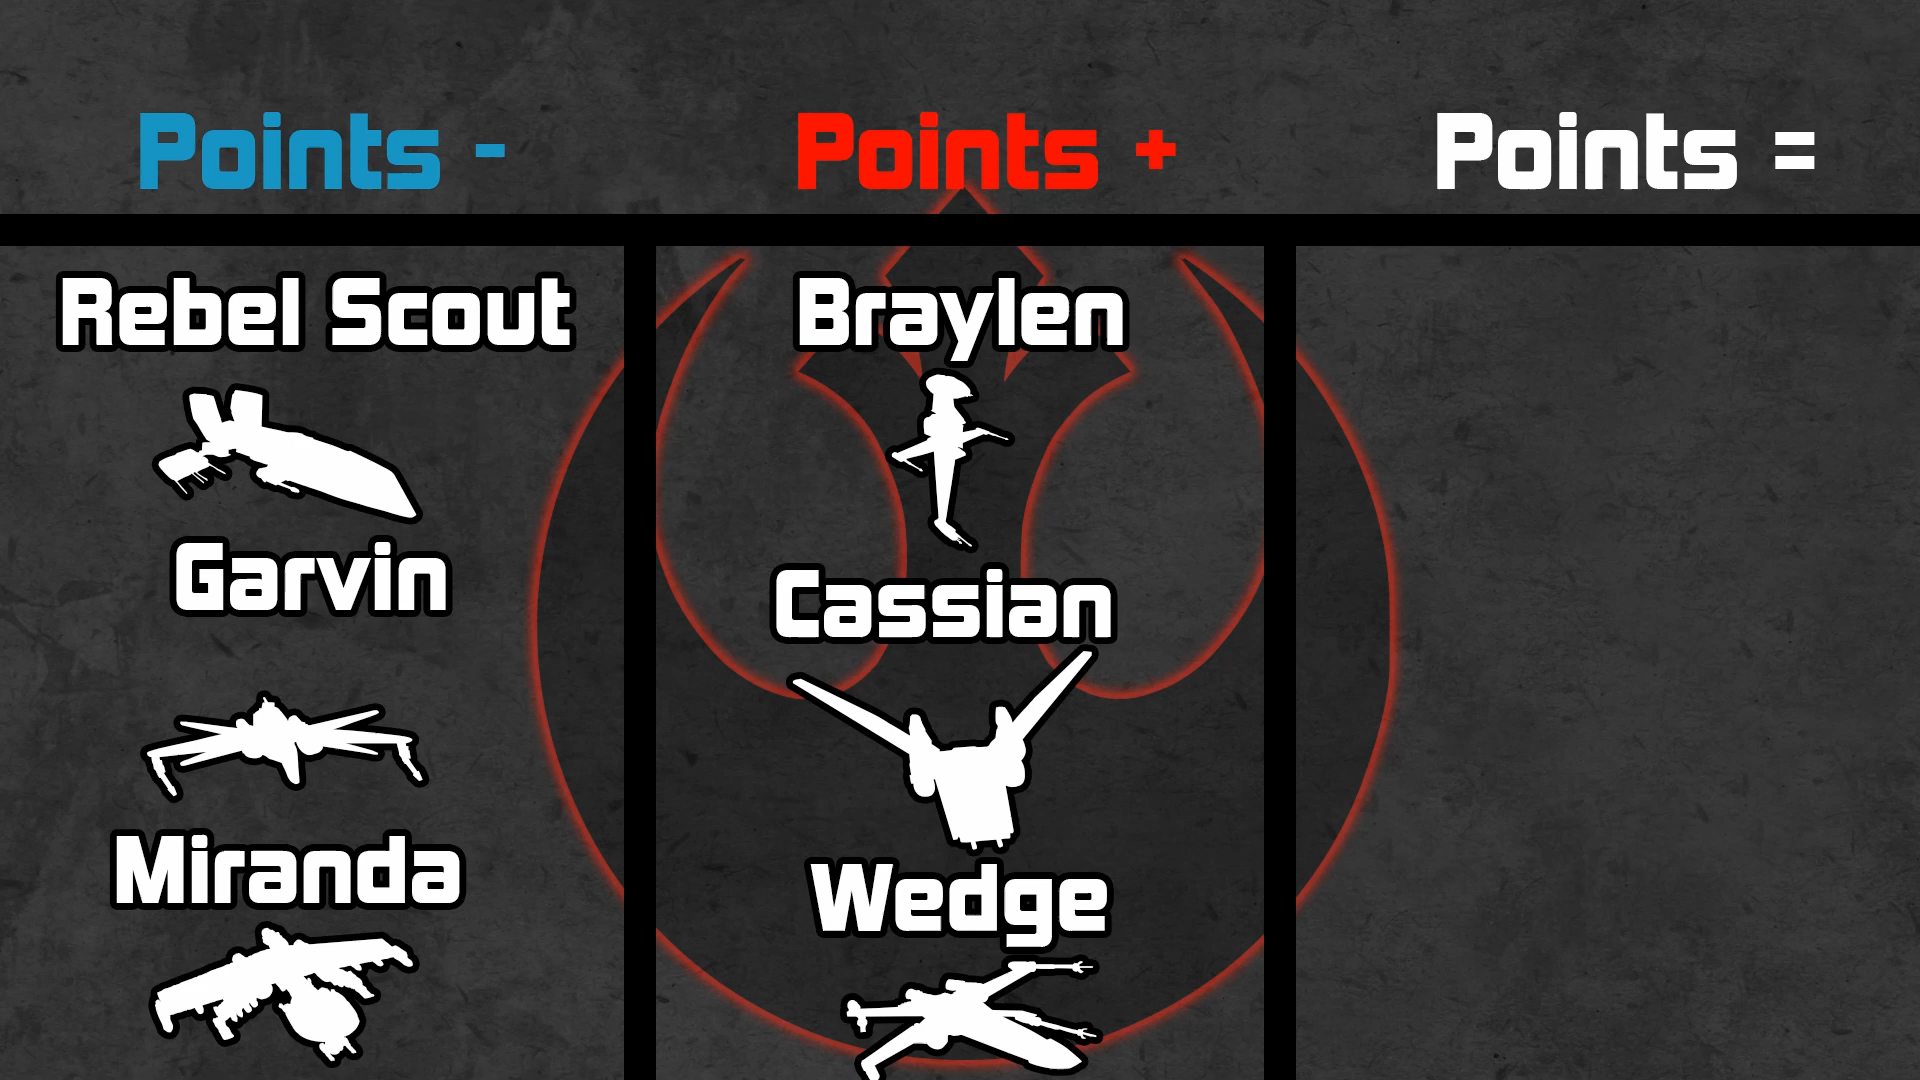 Points -
Points +
Points =
Rebel Scout
Garvin
Miranda
Braylen
Cassian
Wedge